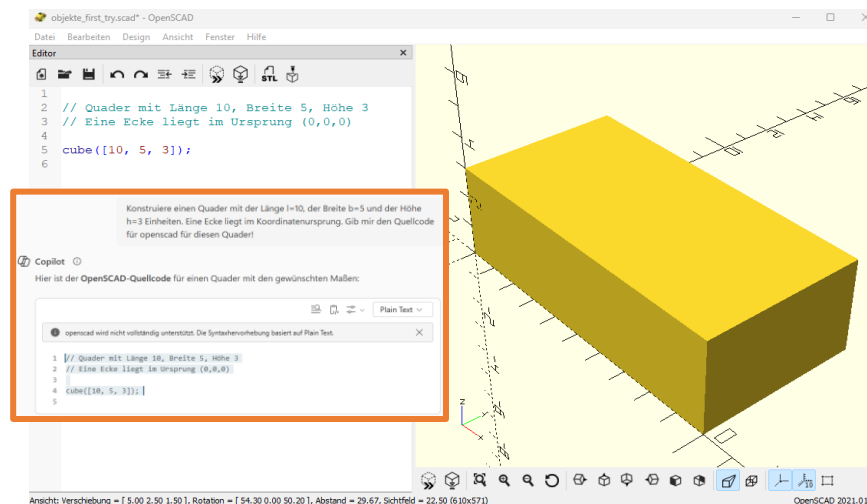 objekte_first_try.scad* - OpenSCAD
Datei Bearbeiten Design Ansicht Fenster Hilfe
Editor
STL
1
2 // Quader mit Länge 10, Breite 5, Höhe 3
3 // Eine Ecke liegt im Ursprung (0,0,0)
4
5 cube([10, 5, 3]);
6
Konstruiere einen Quader mit der Länge l=10, der Breite b=5 und der Höhe
h=3 Einheiten. Eine Ecke liegt im Koordinatenursprung. Gib mir den Quellcode
für openscad für diesen Quader!
Copilot
Hier ist der OpenSCAD-Quellcode für einen Quader mit den gewünschten Maßen:
Plain Text
openscad wird nicht vollständig unterstützt. Die Syntaxhervorhebung basiert auf Plain Text.
1 // Quader mit Länge 10, Breite 5, Höhe 3
2 // Eine Ecke liegt im Ursprung (0,0,0)
3
4 cube([10, 5, 3]);
5
z
y
x
Ansicht: Verschiebung = [ 5.00 2.50 1.50 ], Rotation = [ 54.30 0.00 50.20 ], Abstand = 29.67, Sichtfeld = 22.50 (610x571)
OpenSCAD 2021.01